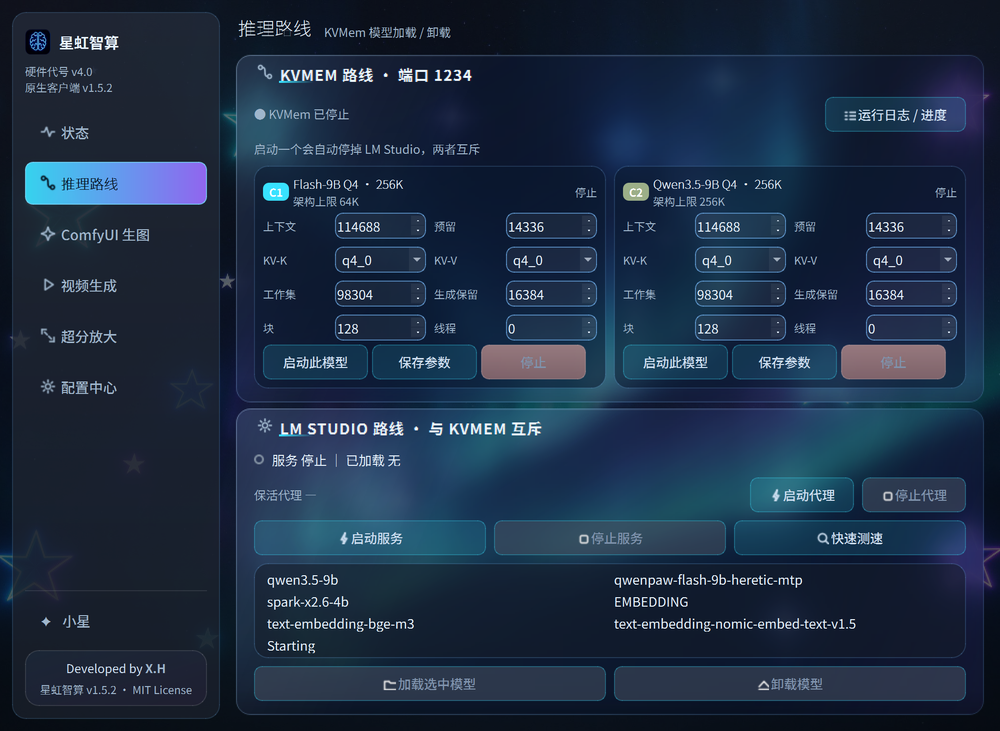 星虹智算
硬件代号 v4.0
原生客户端 v1.5.2
状态
推理路线
ComfyUI 生图
视频生成
超分放大
配置中心
小星
Developed by X.H
星虹智算 v1.5.2 · MIT License
推理路线 KVMem 模型加载 / 卸载
KVMEM 路线 · 端口 1234
KVMem 已停止
运行日志 / 进度
启动一个会自动停掉 LM Studio，两者互斥
C1 Flash-9B Q4 · 256K
架构上限 64K
停止
上下文 114688 预留 14336
KV-K q4_0 KV-V q4_0
工作集 98304 生成保留 16384
块 128 线程 0
启动此模型 保存参数 停止
C2 Qwen3.5-9B Q4 · 256K
架构上限 256K
停止
上下文 114688 预留 14336
KV-K q4_0 KV-V q4_0
工作集 98304 生成保留 16384
块 128 线程 0
启动此模型 保存参数 停止
LM STUDIO 路线 · 与 KVMEM 互斥
服务 停止 | 已加载 无
保活代理 —
启动代理 停止代理
启动服务 停止服务 快速测速
qwen3.5-9b qwenpaw-flash-9b-heretic-mtp
spark-x2.6-4b EMBEDDING
text-embedding-bge-m3 text-embedding-nomic-embed-text-v1.5
Starting
加载选中模型 卸载模型